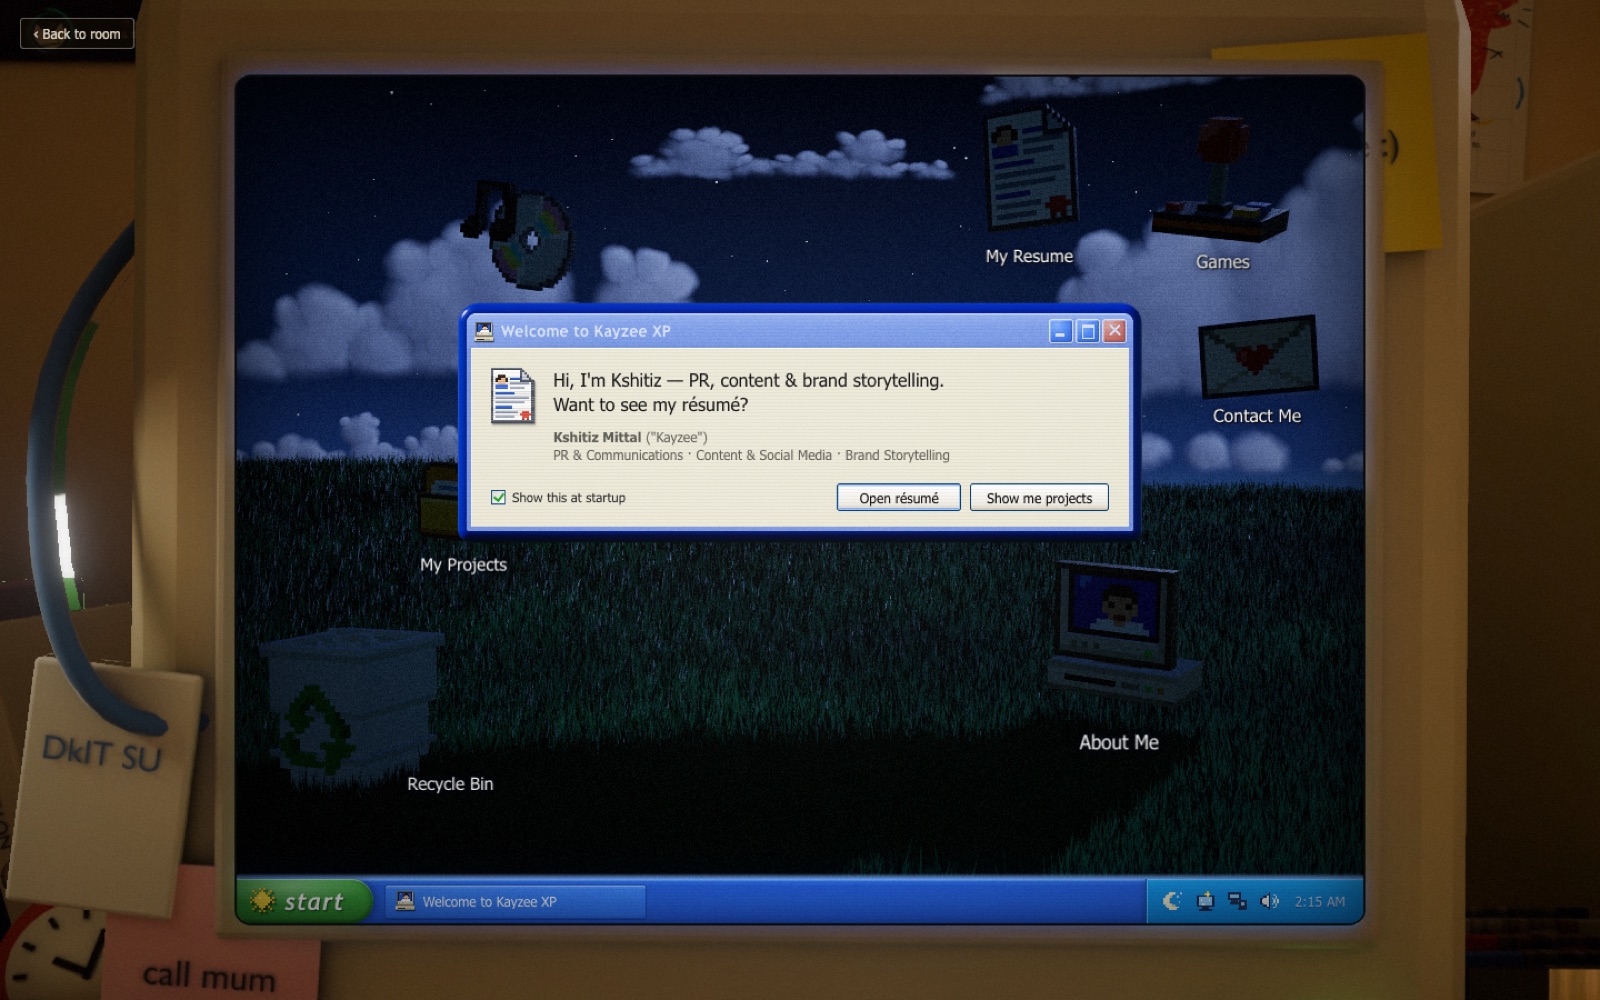 ‹ Back to room
:)
My Resume
Games
Welcome to Kayzee XP
Hi, I'm Kshitiz — PR, content & brand storytelling.
Want to see my résumé?
Kshitiz Mittal ("Kayzee")
PR & Communications · Content & Social Media · Brand Storytelling
Show this at startup
Open résumé
Show me projects
Contact Me
My Projects
About Me
Recycle Bin
DkIT SU
start
Welcome to Kayzee XP
2:15 AM
call mum